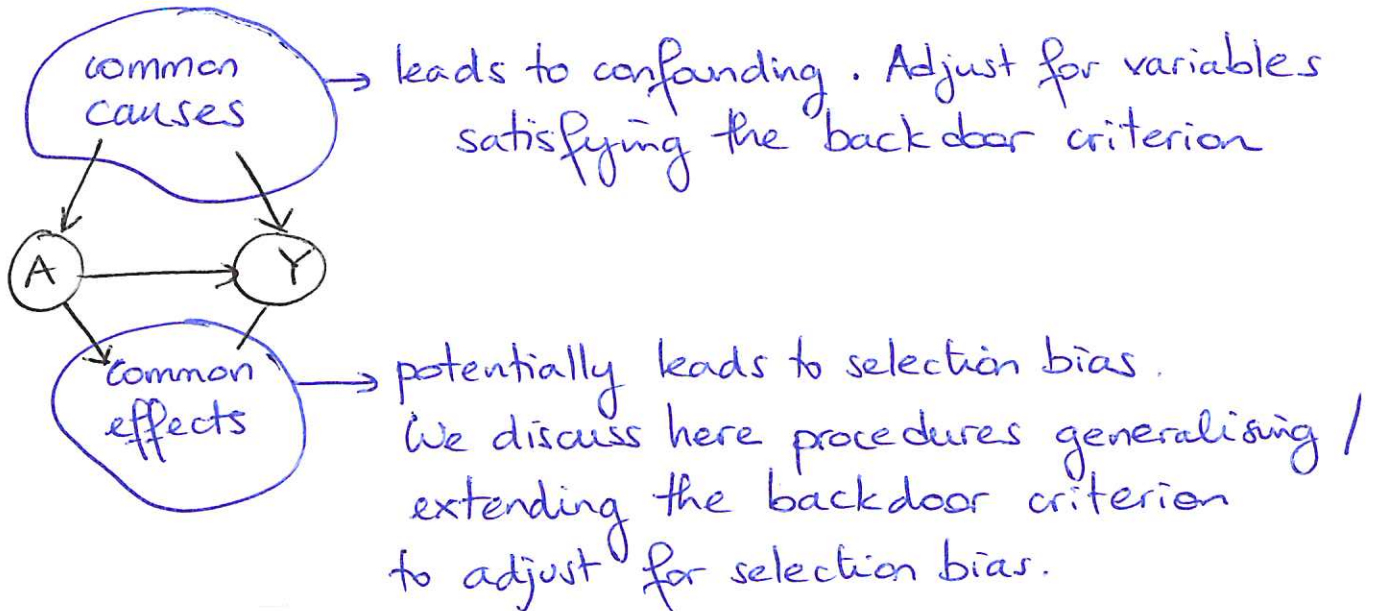 common
causes
leads to confounding. Adjust for variables
satisfying the backdoor criterion
A
Y
common
effects
potentially leads to selection bias.
We discuss here procedures generalising /
extending the backdoor criterion
to adjust for selection bias.